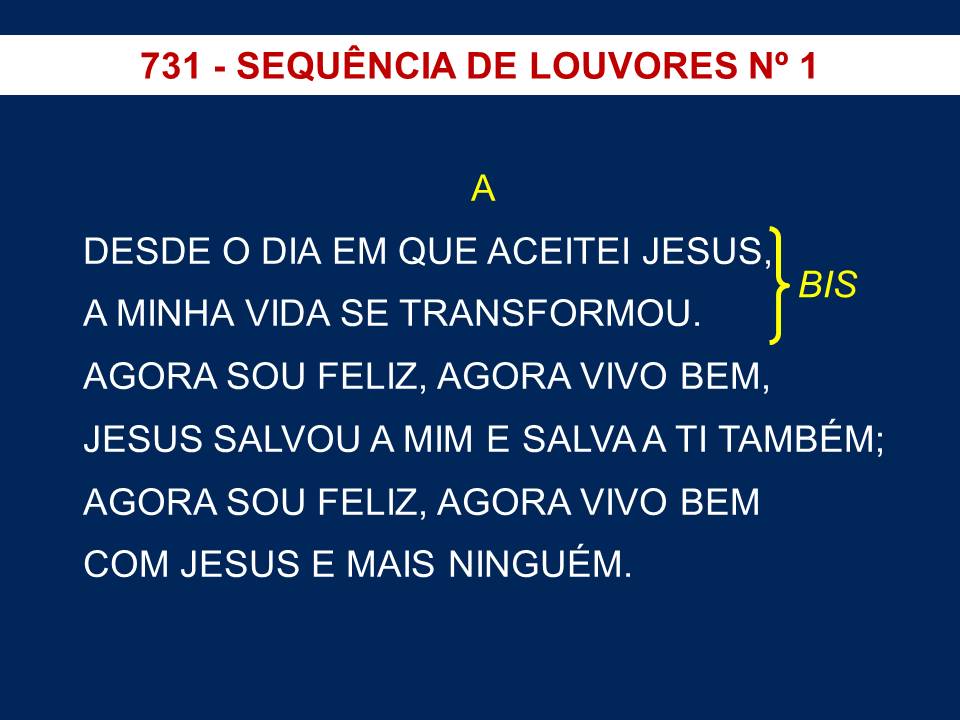 731 - SEQUÊNCIA DE LOUVORES Nº 1
A
DESDE O DIA EM QUE ACEITEI JESUS,
A MINHA VIDA SE TRANSFORMOU.
BIS
AGORA SOU FELIZ, AGORA VIVO BEM,
JESUS SALVOU A MIM E SALVA A TI TAMBÉM;
AGORA SOU FELIZ, AGORA VIVO BEM
COM JESUS E MAIS NINGUÉM.